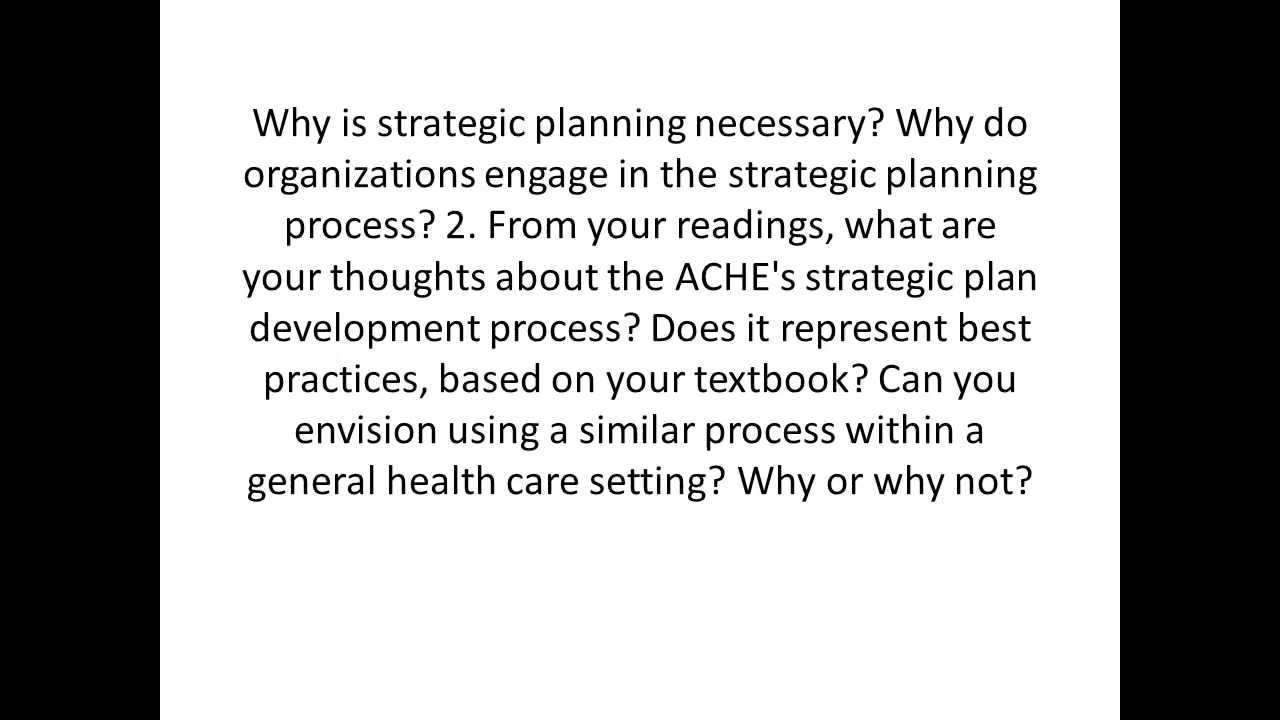 Why is strategic planning necessary? Why do
organizations engage in the strategic planning
process? 2. From your readings, what are
your thoughts about the ACHE's strategic plan
development process? Does it represent best
practices, based on your textbook? Can you
envision using a similar process within a
general health care setting? Why or why not?